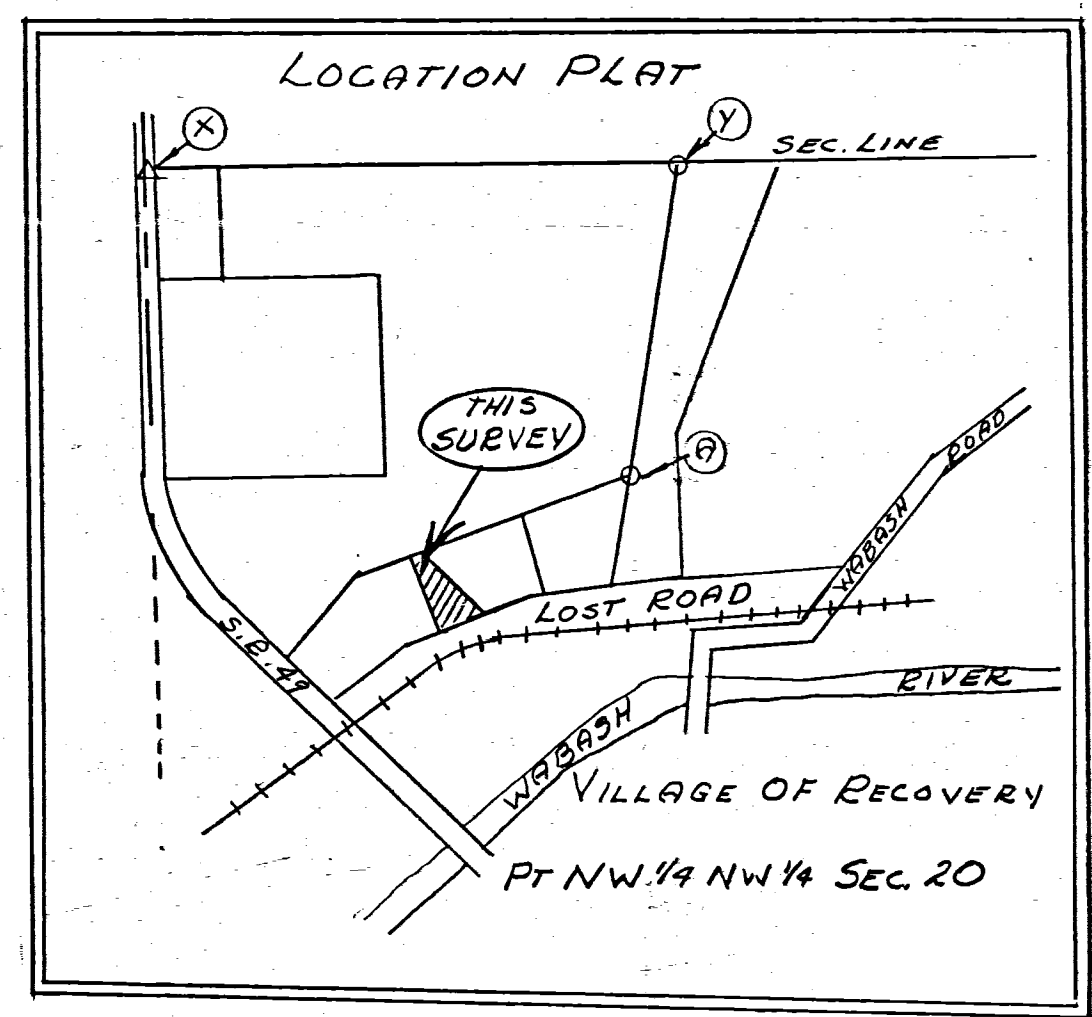 LOCATION PLAT
X
Y
SEC. LINE
THIS
SURVEY
A
WABASH ROAD
LOST ROAD
S.R. 49
WABASH RIVER
VILLAGE OF RECOVERY
PT NW 1/4 NW 1/4 SEC. 20